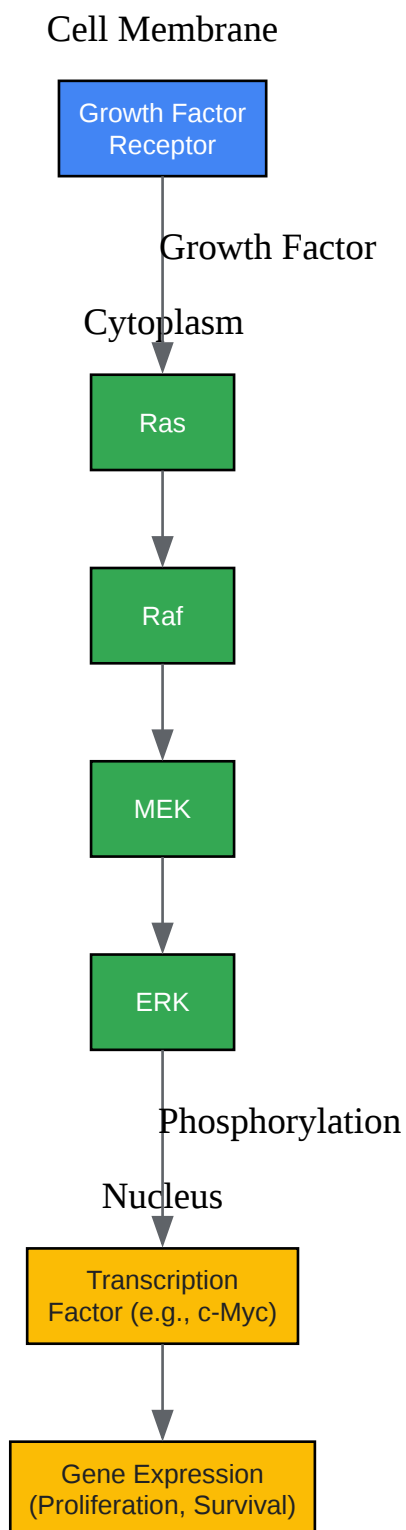 Cell Membrane
Growth Factor
Receptor
Growth Factor
Cytoplasm
Ras
Raf
MEK
ERK
Phosphorylation
Nucleus
Transcription
Factor (e.g., c-Myc)
Gene Expression
(Proliferation, Survival)